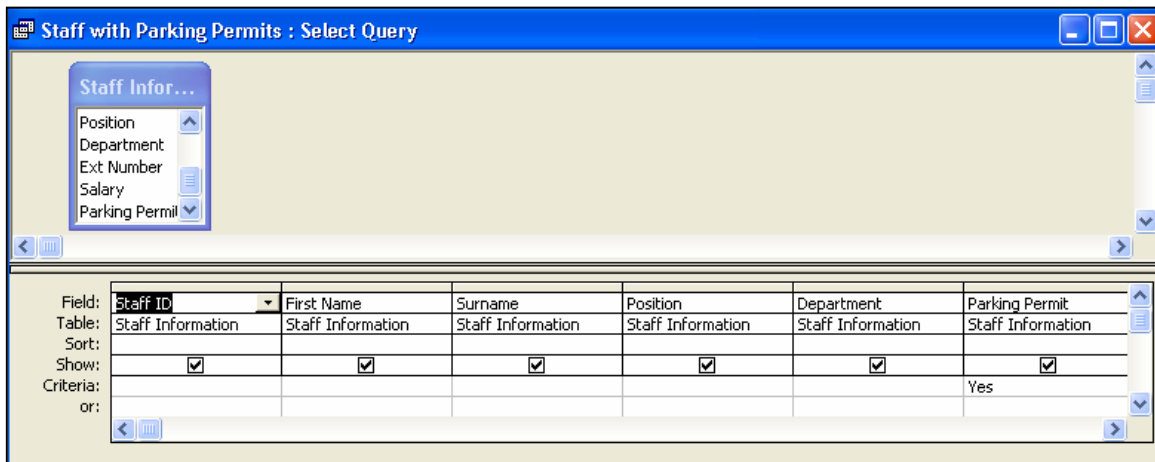 Staff with Parking Permits : Select Query
Staff Infor...
Position
Department
Ext Number
Salary
Parking Permit
Field: Staff ID First Name Surname Position Department Parking Permit
Table: Staff Information Staff Information Staff Information Staff Information Staff Information Staff Information
Sort:
Show:
Criteria: Yes
or: